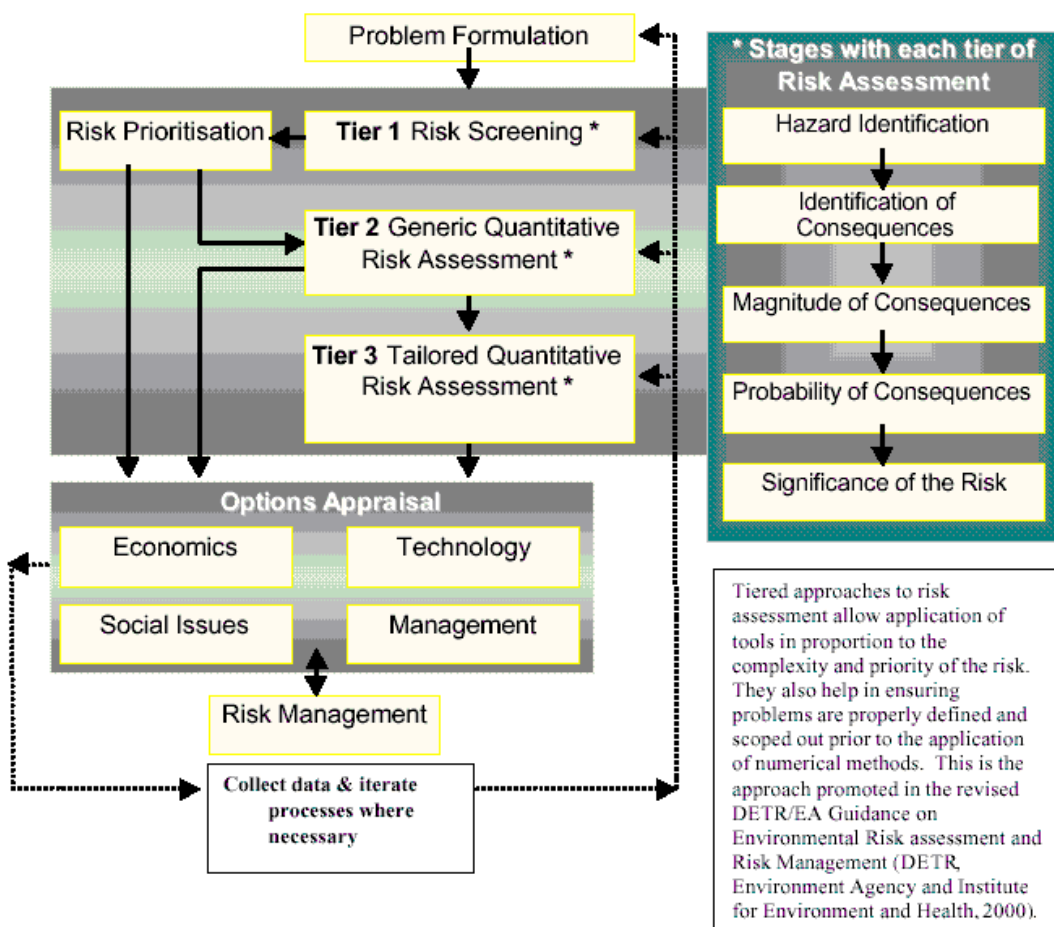 Problem Formulation
Risk Prioritisation
Tier 1 Risk Screening *
Tier 2 Generic Quantitative
Risk Assessment *
Tier 3 Tailored Quantitative
Risk Assessment *
Options Appraisal
Economics
Technology
Social Issues
Management
Risk Management
Collect data & iterate
processes where
necessary
* Stages with each tier of
Risk Assessment
Hazard Identification
Identification of
Consequences
Magnitude of Consequences
Probability of Consequences
Significance of the Risk
Tiered approaches to risk
assessment allow application of
tools in proportion to the
complexity and priority of the risk.
They also help in ensuring
problems are properly defined and
scoped out prior to the application
of numerical methods.  This is the
approach promoted in the revised
DETR/EA Guidance on
Environmental Risk assessment and
Risk Management (DETR,
Environment Agency and Institute
for Environment and Health, 2000).